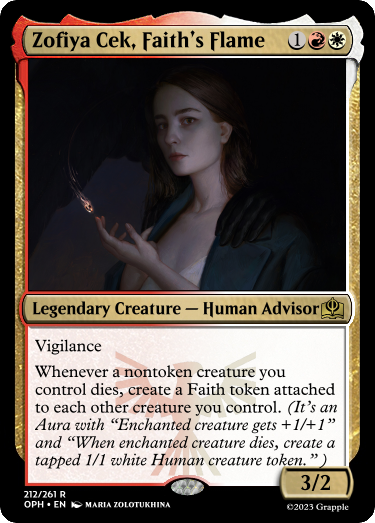 Zofiya Cek, Faith's Flame 1
Legendary Creature — Human Advisor
Vigilance
Whenever a nontoken creature you
control dies, create a Faith token attached
to each other creature you control. (It's an
Aura with "Enchanted creature gets +1/+1"
and "When enchanted creature dies, create a
tapped 1/1 white Human creature token.")
3/2
212/261 R
OPH • EN MARIA ZOLOTUKHINA
©2023 Grapple